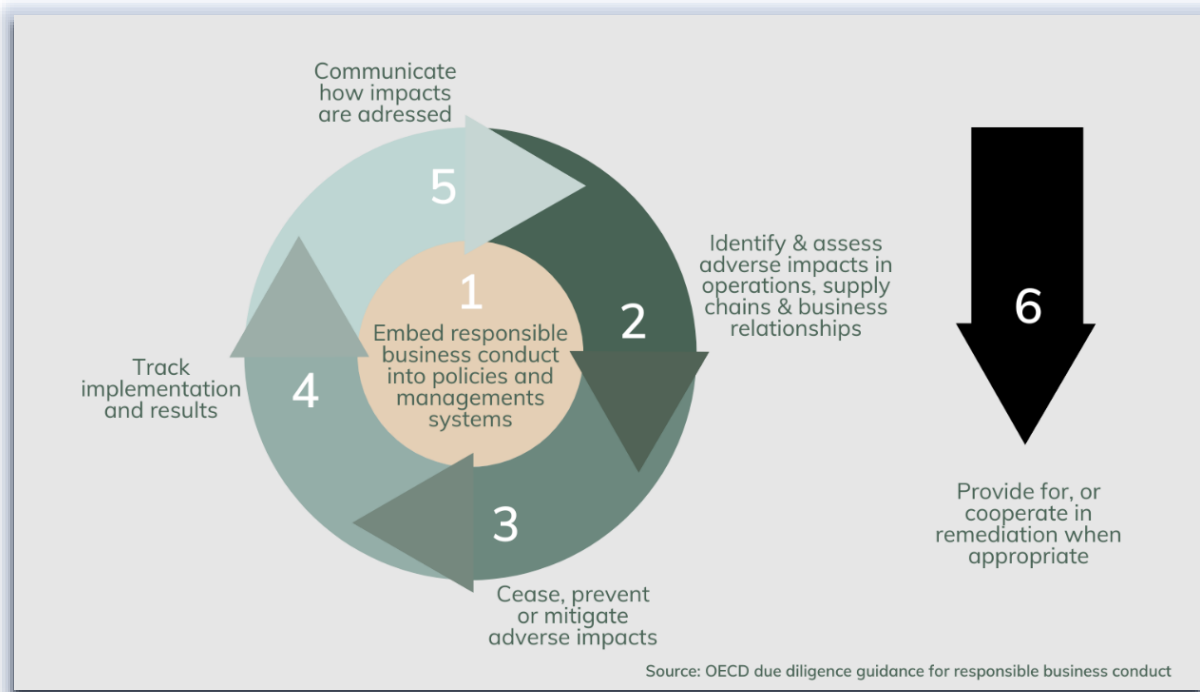 Communicate
how impacts
are adressed
5
1
Embed responsible
business conduct
into policies and
managements
systems
2
Identify & assess
adverse impacts in
operations, supply
chains & business
relationships
3
Cease, prevent
or mitigate
adverse impacts
4
Track
implementation
and results
6
Provide for, or
cooperate in
remediation when
appropriate
Source: OECD due diligence guidance for responsible business conduct